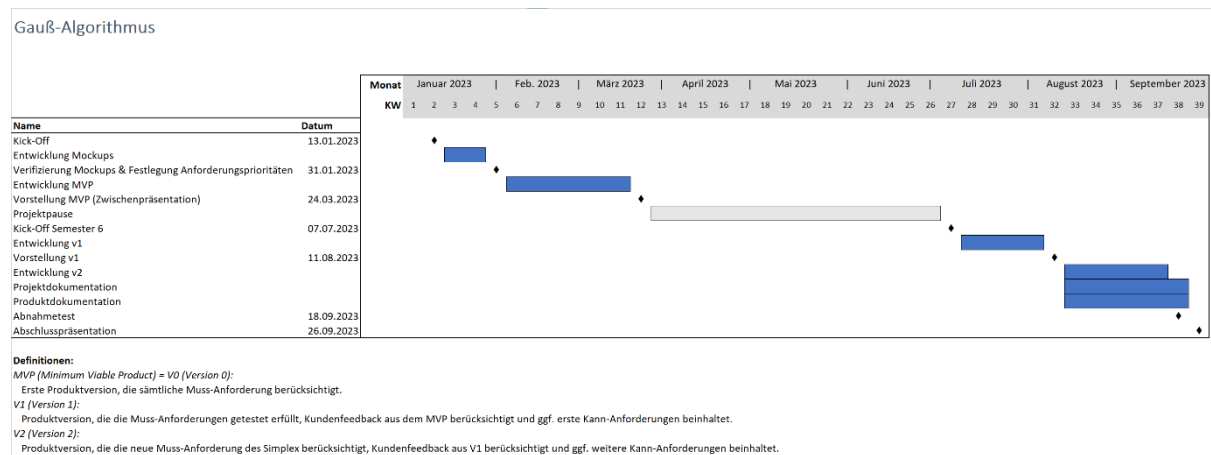 Gauß-Algorithmus
Monat Januar 2023 | Feb. 2023 | März 2023 | April 2023 | Mai 2023 | Juni 2023 | Juli 2023 | August 2023 | September 2023
KW 1 2 3 4 5 6 7 8 9 10 11 12 13 14 15 16 17 18 19 20 21 22 23 24 25 26 27 28 29 30 31 32 33 34 35 36 37 38 39
Name Datum
Kick-Off 13.01.2023
Entwicklung Mockups
Verifizierung Mockups & Festlegung Anforderungsprioritäten 31.01.2023
Entwicklung MVP
Vorstellung MVP (Zwischenpräsentation) 24.03.2023
Projektpause
Kick-Off Semester 6 07.07.2023
Entwicklung v1
Vorstellung v1 11.08.2023
Entwicklung v2
Projektdokumentation
Produktdokumentation
Abnahmetest 18.09.2023
Abschlusspräsentation 26.09.2023
Definitionen:
MVP (Minimum Viable Product) = V0 (Version 0):
Erste Produktversion, die sämtliche Muss-Anforderung berücksichtigt.
V1 (Version 1):
Produktversion, die die Muss-Anforderungen getestet erfüllt, Kundenfeedback aus dem MVP berücksichtigt und ggf. erste Kann-Anforderungen beinhaltet.
V2 (Version 2):
Produktversion, die die neue Muss-Anforderung des Simplex berücksichtigt, Kundenfeedback aus V1 berücksichtigt und ggf. weitere Kann-Anforderungen beinhaltet.